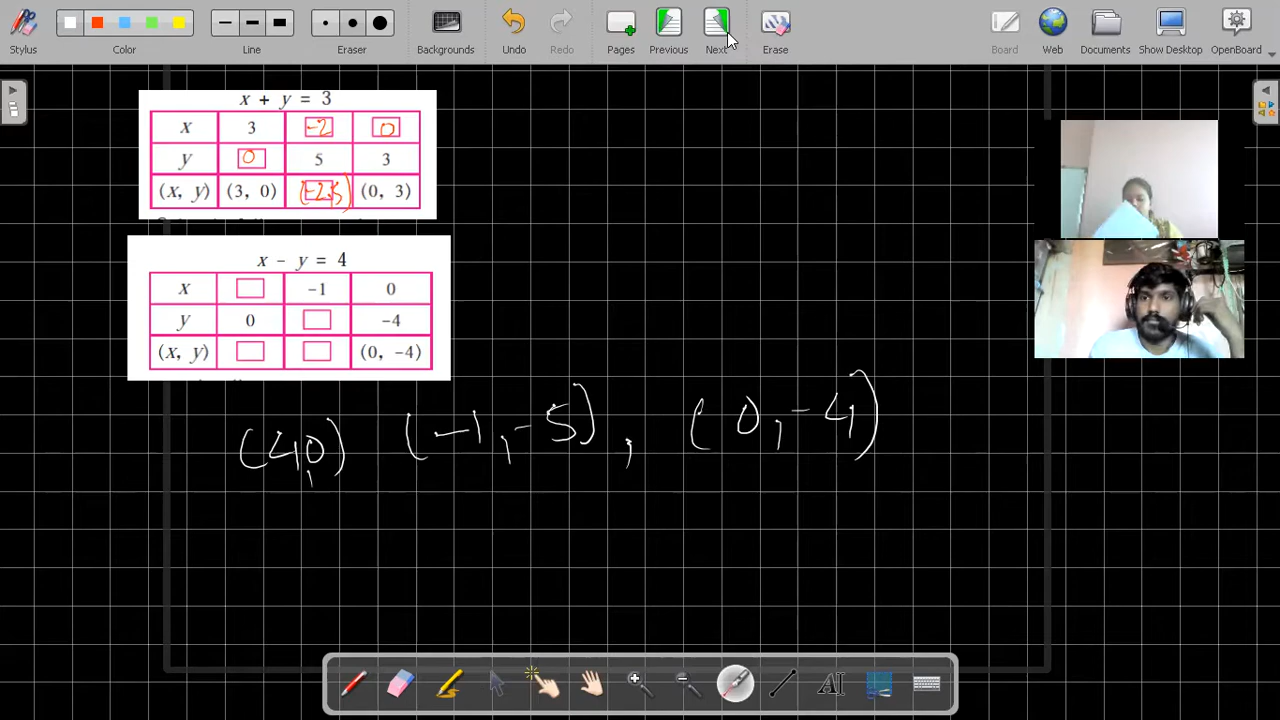 Stylus Color Line Eraser Backgrounds Undo Redo Pages Previous Next Erase Board Web Documents Show Desktop OpenBoard
x + y = 3
x 3 -2 0
y 0 5 3
(x, y) (3, 0) (-2,5) (0, 3)
x - y = 4
x -1 0
y 0 -4
(x, y) (0, -4)
(4,0) (-1,-5), (0,-4)
AI